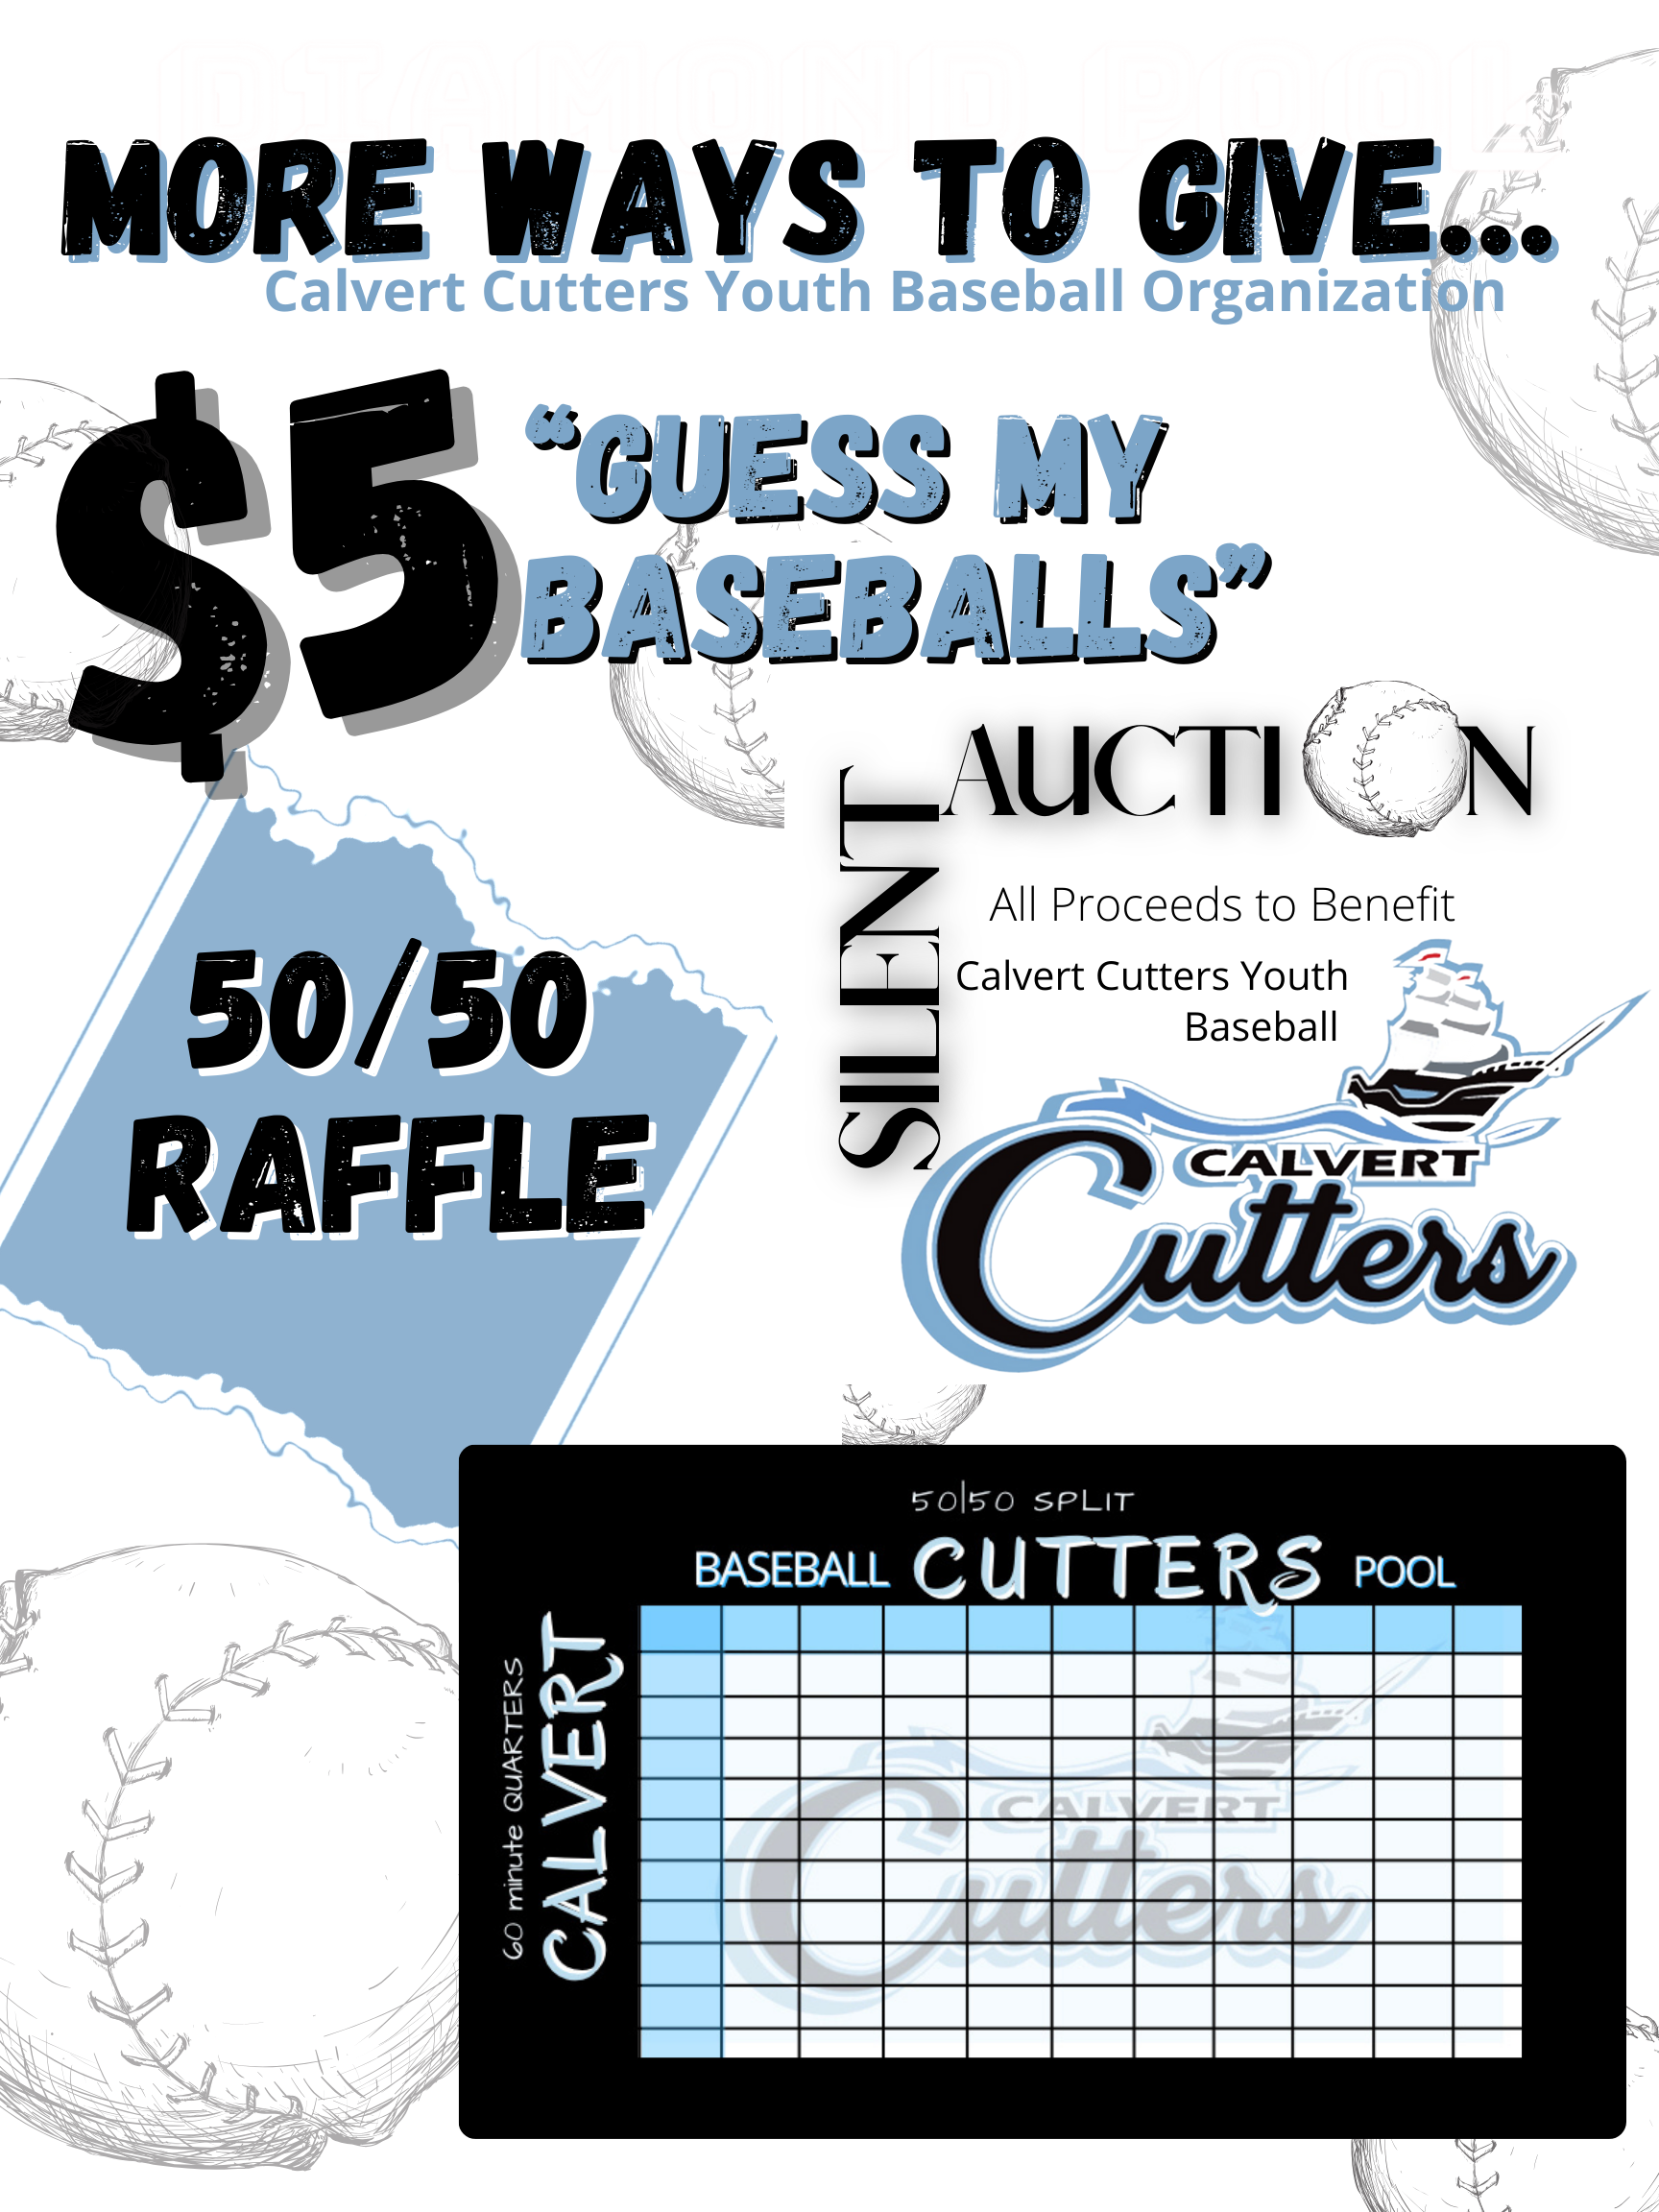 MORE WAYS TO GIVE...
Calvert Cutters Youth Baseball Organization
$5
“GUESS MY
BASEBALLS”
SILENT
AUCTION
All Proceeds to Benefit
Calvert Cutters Youth
Baseball
CALVERT
Cutters
50/50
RAFFLE
50|50 SPLIT
BASEBALL CUTTERS POOL
60 minute QUARTERS
CALVERT
CALVERT
Cutters